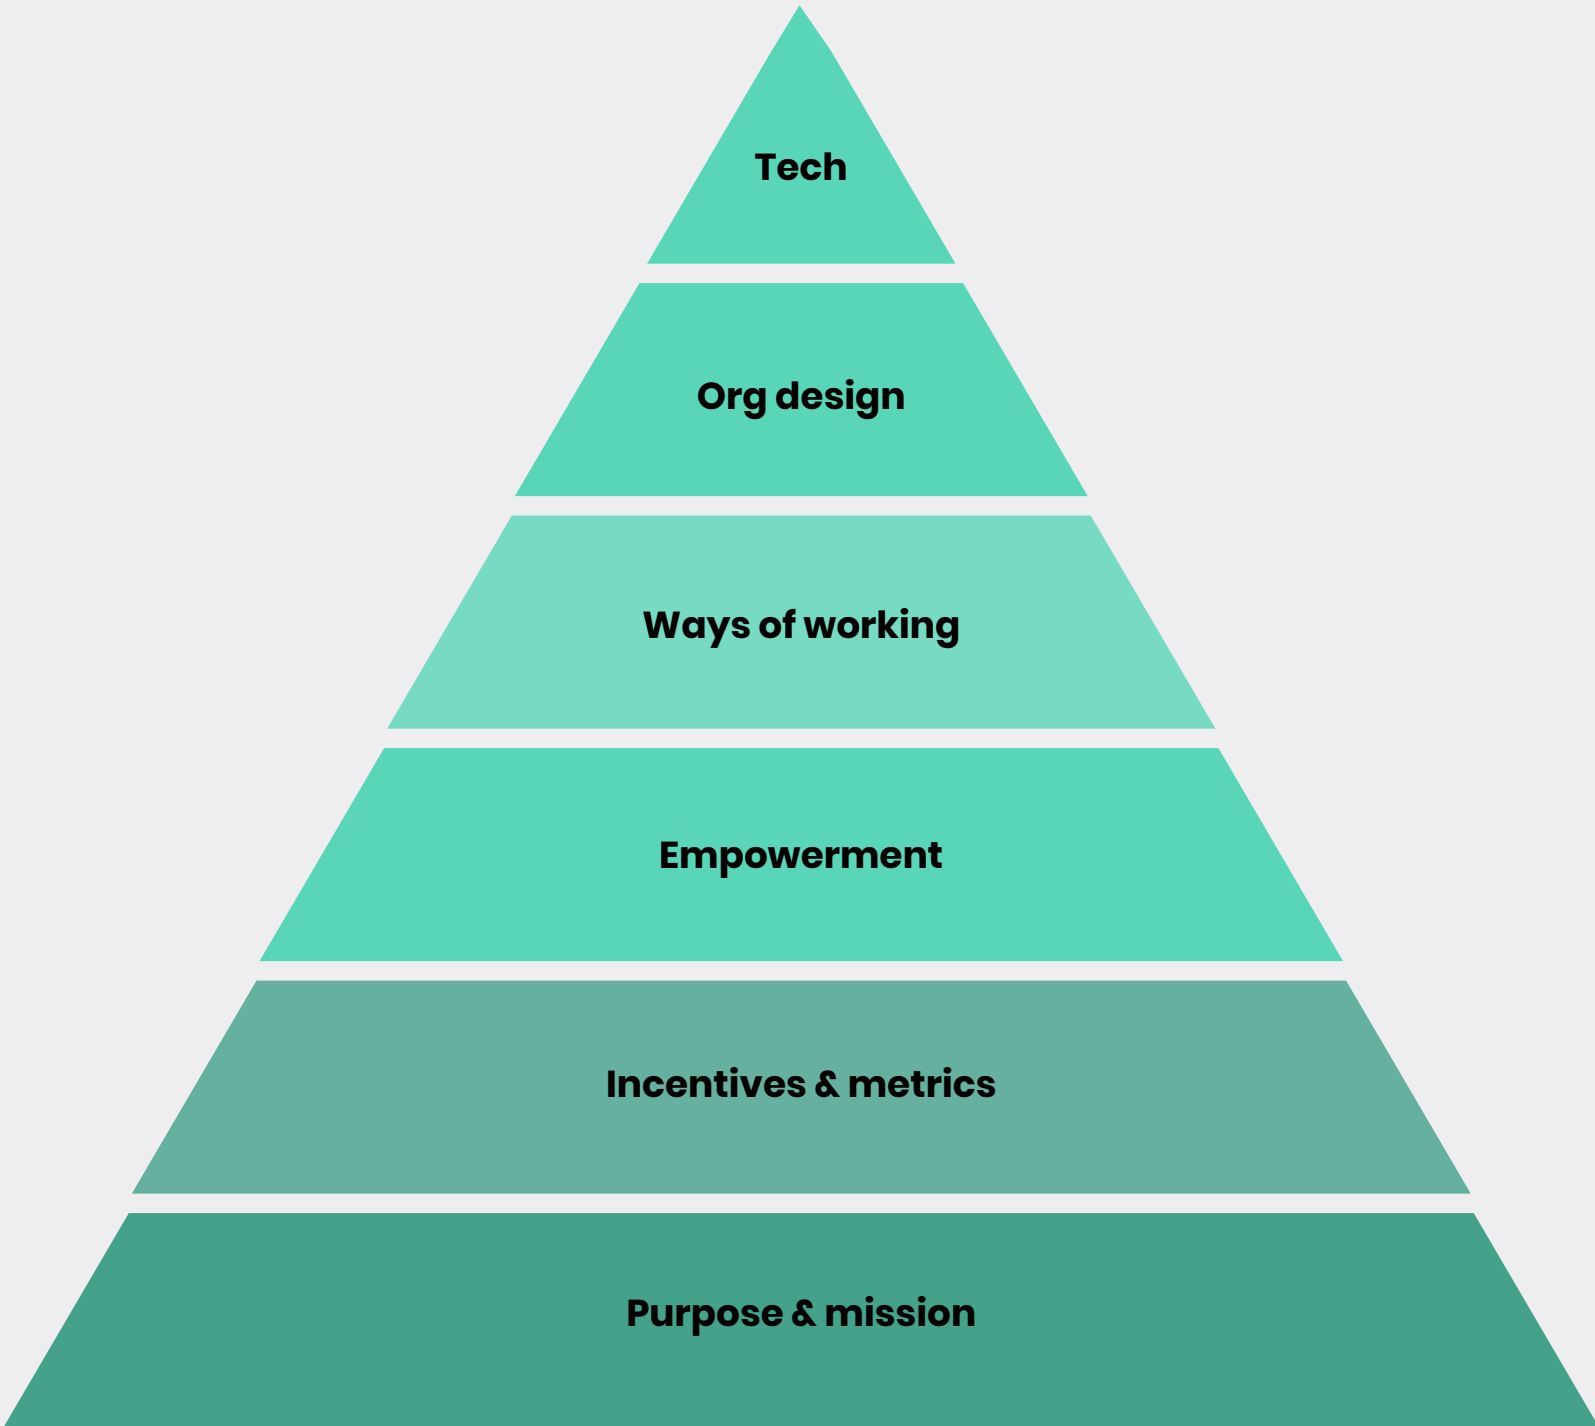 Tech
Org design
Ways of working
Empowerment
Incentives & metrics
Purpose & mission